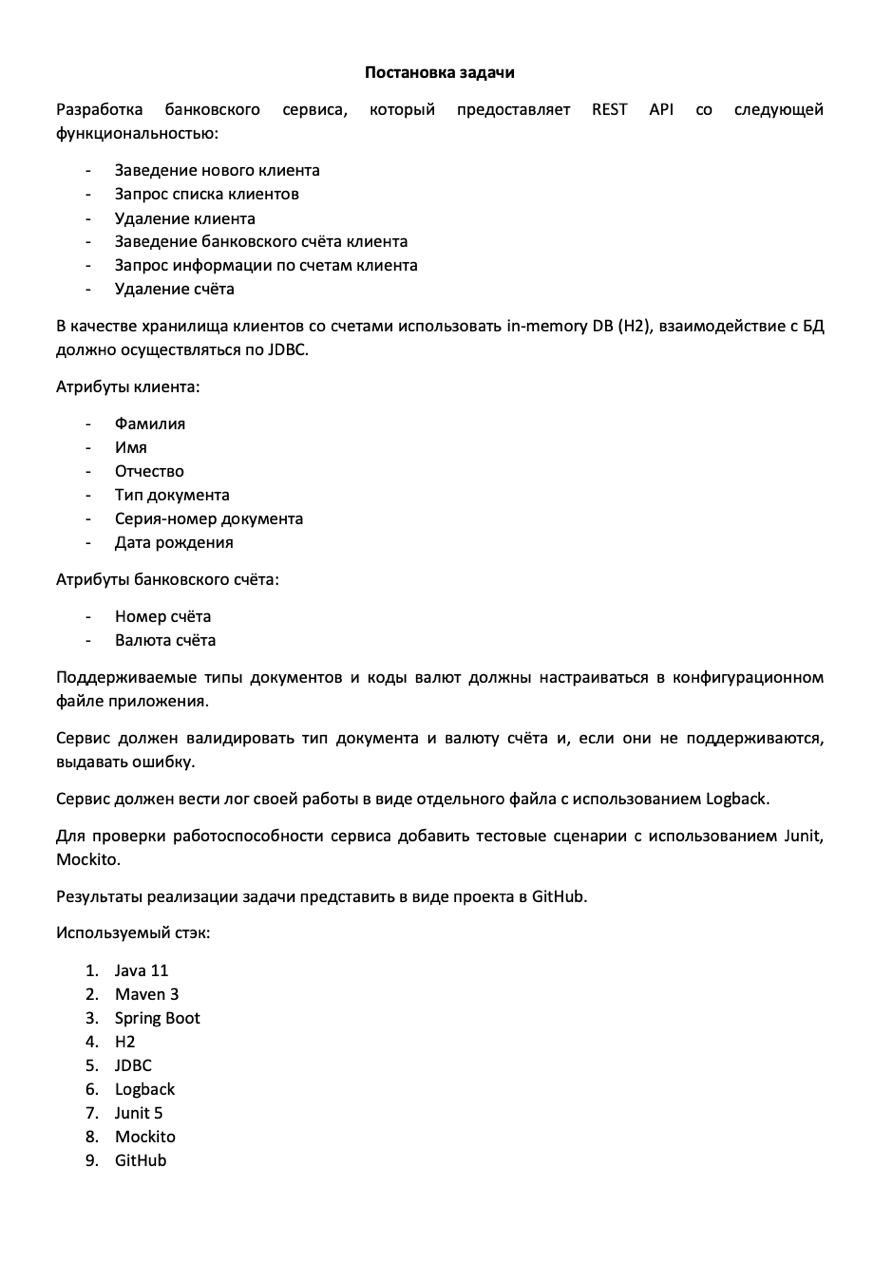 Постановка задачи
Разработка банковского сервиса, который предоставляет REST API со следующей
функциональностью:
- Заведение нового клиента
- Запрос списка клиентов
- Удаление клиента
- Заведение банковского счёта клиента
- Запрос информации по счетам клиента
- Удаление счёта
В качестве хранилища клиентов со счетами использовать in-memory DB (H2), взаимодействие с БД
должно осуществляться по JDBC.
Атрибуты клиента:
- Фамилия
- Имя
- Отчество
- Тип документа
- Серия-номер документа
- Дата рождения
Атрибуты банковского счёта:
- Номер счёта
- Валюта счёта
Поддерживаемые типы документов и коды валют должны настраиваться в конфигурационном
файле приложения.
Сервис должен валидировать тип документа и валюту счёта и, если они не поддерживаются,
выдавать ошибку.
Сервис должен вести лог своей работы в виде отдельного файла с использованием Logback.
Для проверки работоспособности сервиса добавить тестовые сценарии с использованием Junit,
Mockito.
Результаты реализации задачи представить в виде проекта в GitHub.
Используемый стэк:
1. Java 11
2. Maven 3
3. Spring Boot
4. H2
5. JDBC
6. Logback
7. Junit 5
8. Mockito
9. GitHub